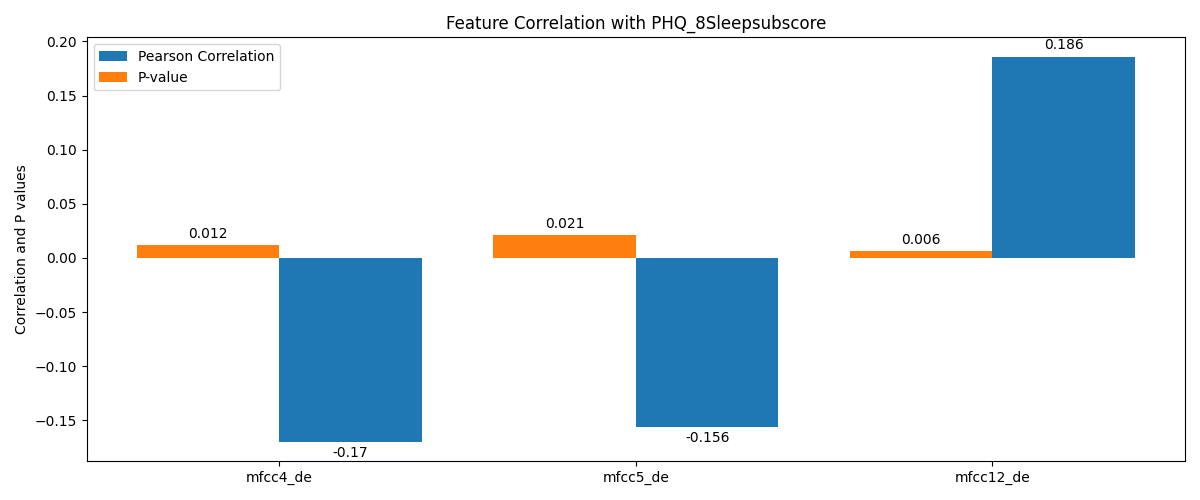 Feature Correlation with PHQ_8Sleepsubscore
Pearson Correlation
P-value
Correlation and P values
0.20
0.15
0.10
0.05
0.00
−0.05
−0.10
−0.15
0.012
-0.17
0.021
-0.156
0.006
0.186
mfcc4_de
mfcc5_de
mfcc12_de